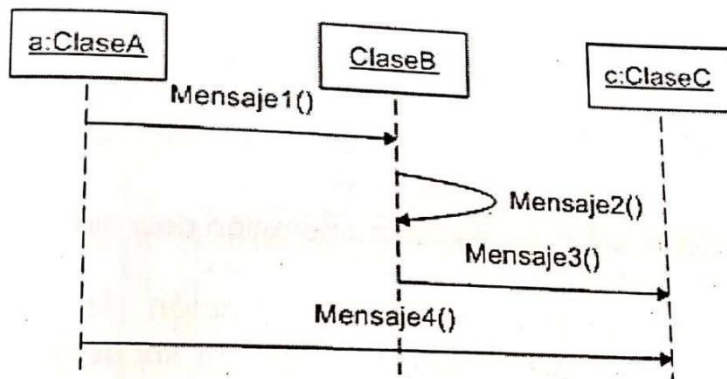 a:ClaseA
ClaseB
c:ClaseC
Mensaje1()
Mensaje2()
Mensaje3()
Mensaje4()